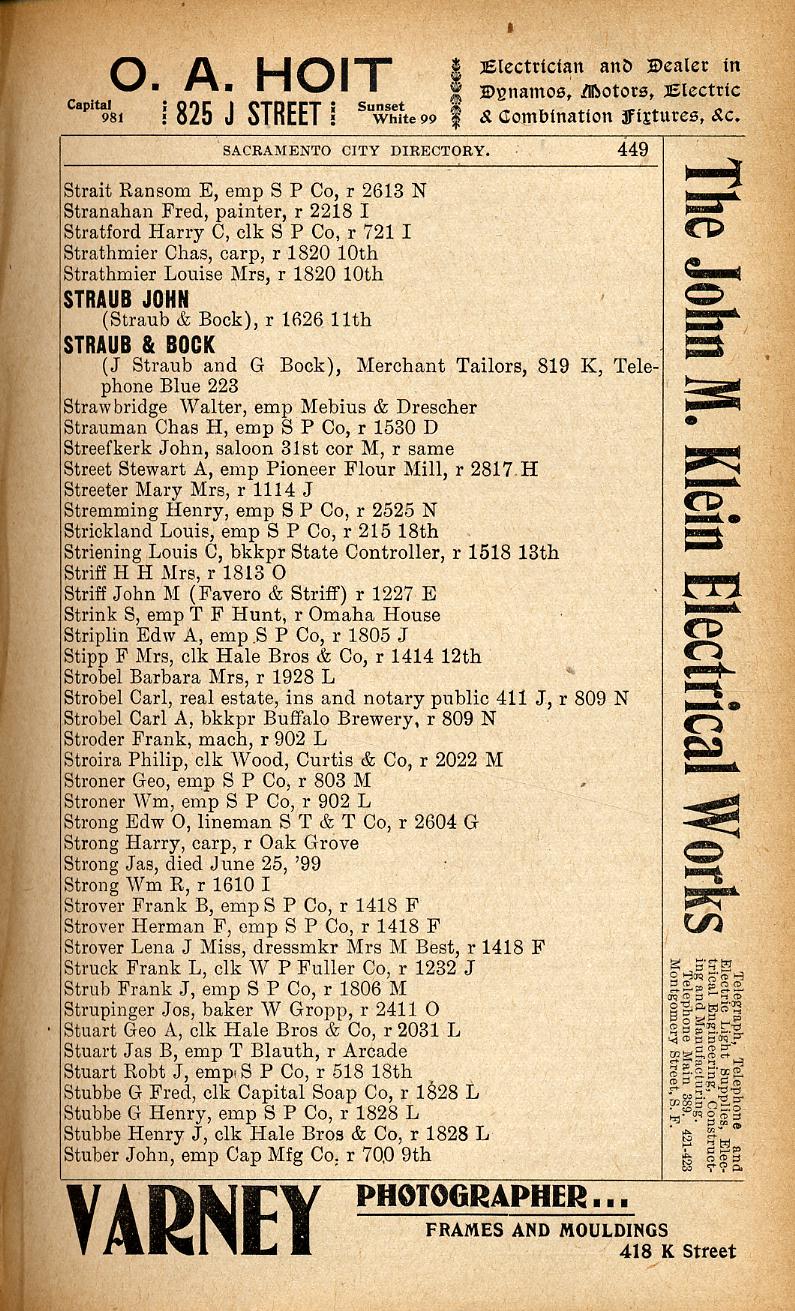 O. A. HOIT
Capital 981
825 J STREET
Sunset White 99
Electrician and Dealer in
Dynamos, Motors, Electric
& Combination Fixtures, &c.
SACRAMENTO CITY DIRECTORY. 449
Strait Ransom E, emp S P Co, r 2613 N
Stranahan Fred, painter, r 2218 I
Stratford Harry C, clk S P Co, r 721 I
Strathmier Chas, carp, r 1820 10th
Strathmier Louise Mrs, r 1820 10th
STRAUB JOHN
(Straub & Bock), r 1626 11th
STRAUB & BOCK
(J Straub and G Bock), Merchant Tailors, 819 K, Tele-
phone Blue 223
Strawbridge Walter, emp Mebius & Drescher
Strauman Chas H, emp S P Co, r 1530 D
Streefkerk John, saloon 31st cor M, r same
Street Stewart A, emp Pioneer Flour Mill, r 2817 H
Streeter Mary Mrs, r 1114 J
Stremming Henry, emp S P Co, r 2525 N
Strickland Louis, emp S P Co, r 215 18th
Striening Louis C, bkkpr State Controller, r 1518 13th
Striff H H Mrs, r 1813 O
Striff John M (Favero & Striff) r 1227 E
Strink S, emp T F Hunt, r Omaha House
Striplin Edw A, emp S P Co, r 1805 J
Stipp F Mrs, clk Hale Bros & Co, r 1414 12th
Strobel Barbara Mrs, r 1928 L
Strobel Carl, real estate, ins and notary public 411 J, r 809 N
Strobel Carl A, bkkpr Buffalo Brewery, r 809 N
Stroder Frank, mach, r 902 L
Stroira Philip, clk Wood, Curtis & Co, r 2022 M
Stroner Geo, emp S P Co, r 803 M
Stroner Wm, emp S P Co, r 902 L
Strong Edw O, lineman S T & T Co, r 2604 G
Strong Harry, carp, r Oak Grove
Strong Jas, died June 25, '99
Strong Wm R, r 1610 I
Strover Frank B, emp S P Co, r 1418 F
Strover Herman F, emp S P Co, r 1418 F
Strover Lena J Miss, dressmkr Mrs M Best, r 1418 F
Struck Frank L, clk W P Fuller Co, r 1232 J
Strub Frank J, emp S P Co, r 1806 M
Strupinger Jos, baker W Gropp, r 2411 O
Stuart Geo A, clk Hale Bros & Co, r 2031 L
Stuart Jas B, emp T Blauth, r Arcade
Stuart Robt J, emp S P Co, r 518 18th
Stubbe G Fred, clk Capital Soap Co, r 1828 L
Stubbe G Henry, emp S P Co, r 1828 L
Stubbe Henry J, clk Hale Bros & Co, r 1828 L
Stuber John, emp Cap Mfg Co. r 700 9th
The John M. Klein Electrical Works
Telegraph, Telephone and
Electric Light Supplies, Elec-
trical Engineering, Construct-
ing and Manufacturing.
Telephone Main 389. 421-423
Montgomery Street, S. F.
VARNEY
PHOTOGRAPHER...
FRAMES AND MOULDINGS
418 K Street